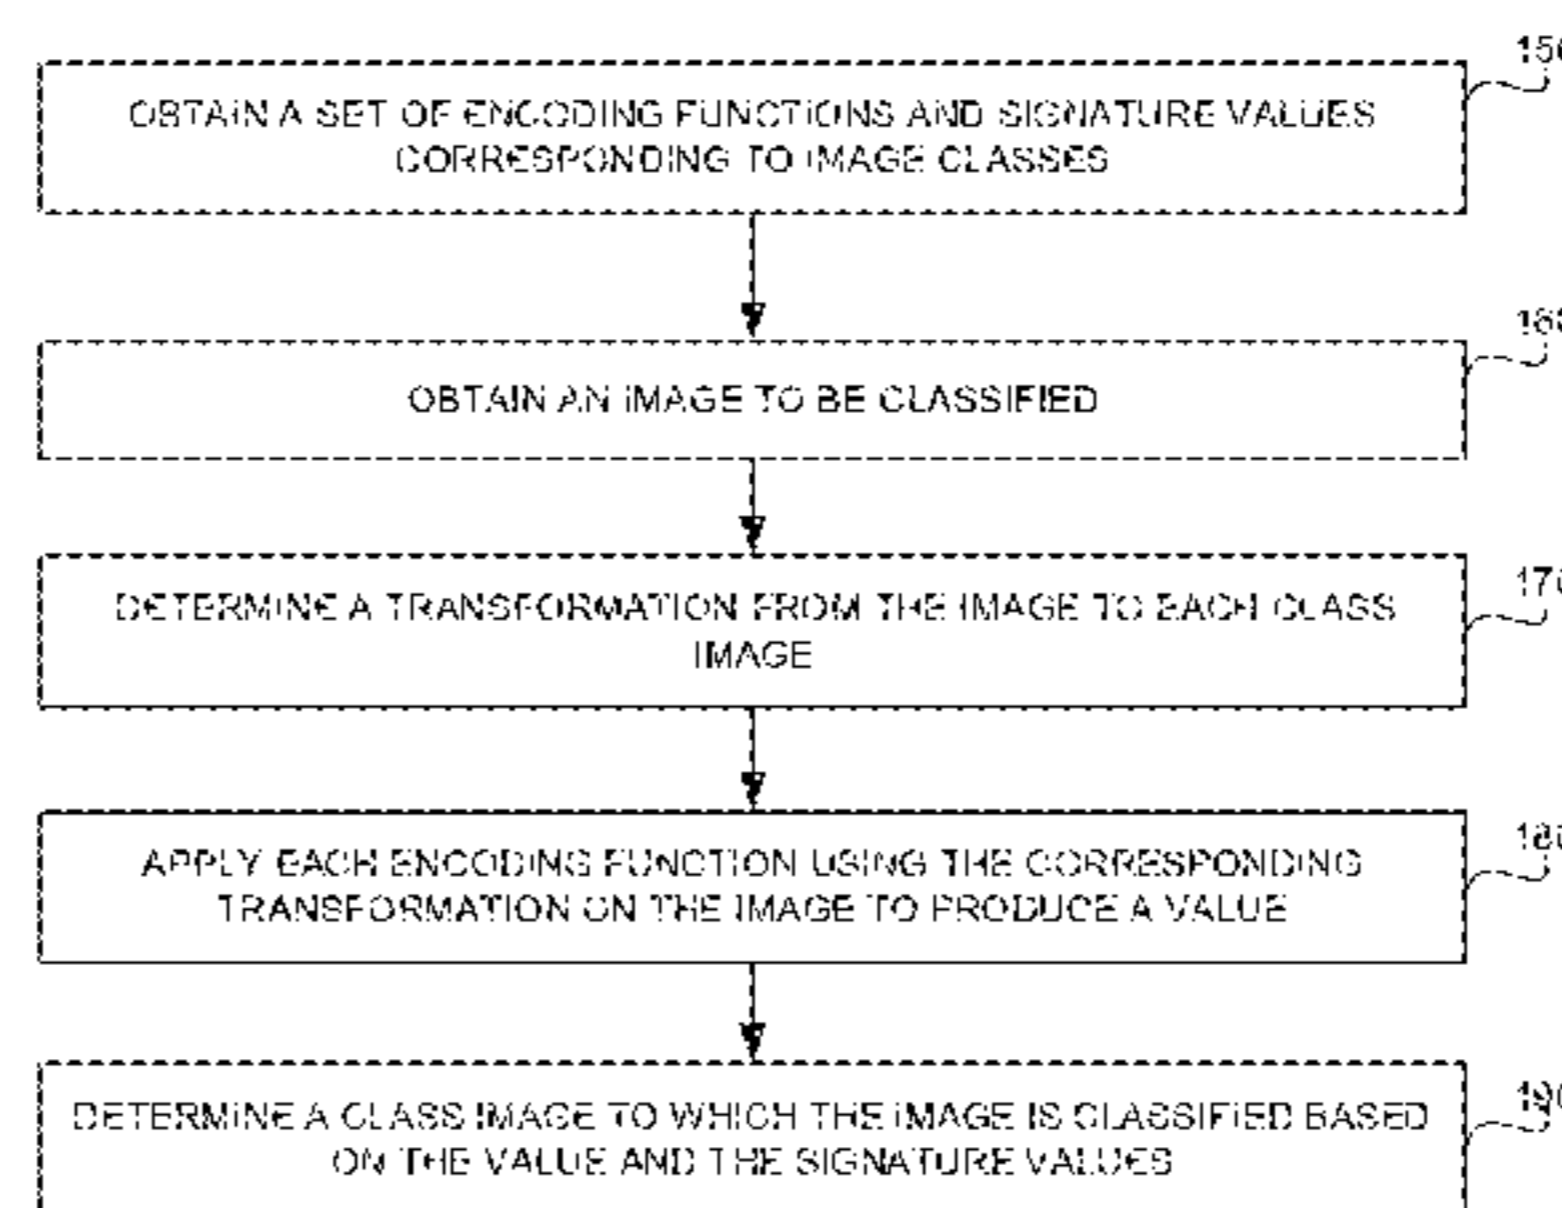 OBTAIN A SET OF ENCODING FUNCTIONS AND SIGNATURE VALUES
CORRESPONDING TO IMAGE CLASSES
OBTAIN AN IMAGE TO BE CLASSIFIED
DETERMINE A TRANSFORMATION FROM THE IMAGE TO EACH CLASS
IMAGE
APPLY EACH ENCODING FUNCTION USING THE CORRESPONDING
TRANSFORMATION ON THE IMAGE TO PRODUCE A VALUE
DETERMINE A CLASS IMAGE TO WHICH THE IMAGE IS CLASSIFIED BASED
ON THE VALUE AND THE SIGNATURE VALUES